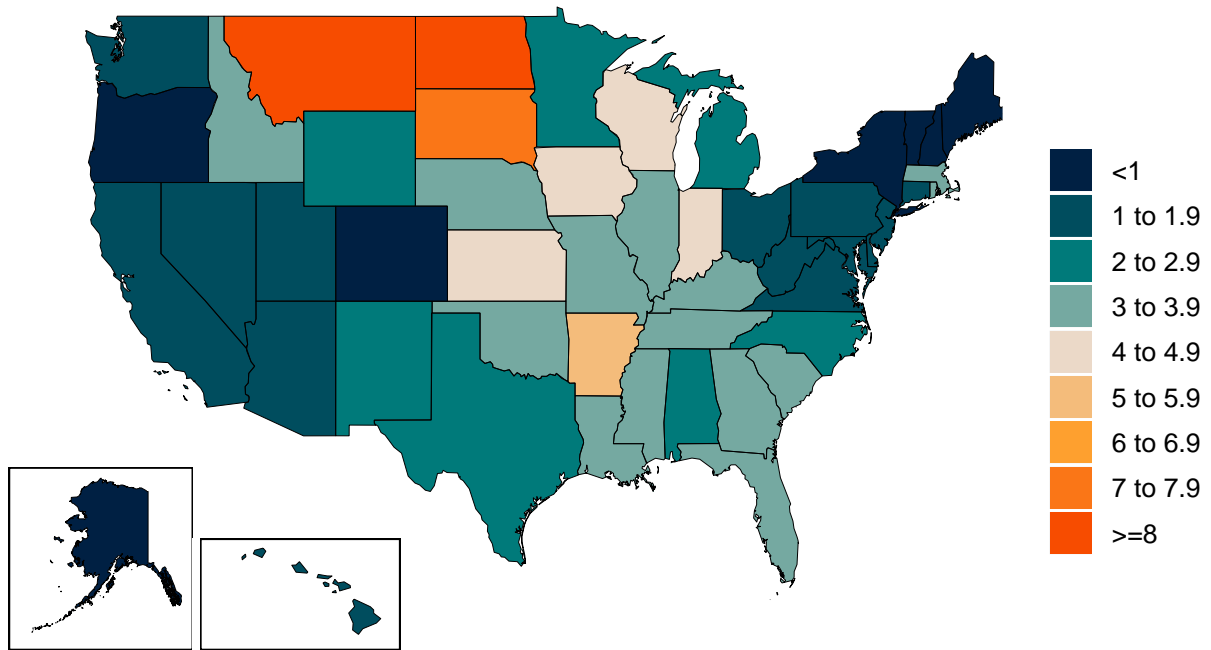 <1
1 to 1.9
2 to 2.9
3 to 3.9
4 to 4.9
5 to 5.9
6 to 6.9
7 to 7.9
>=8